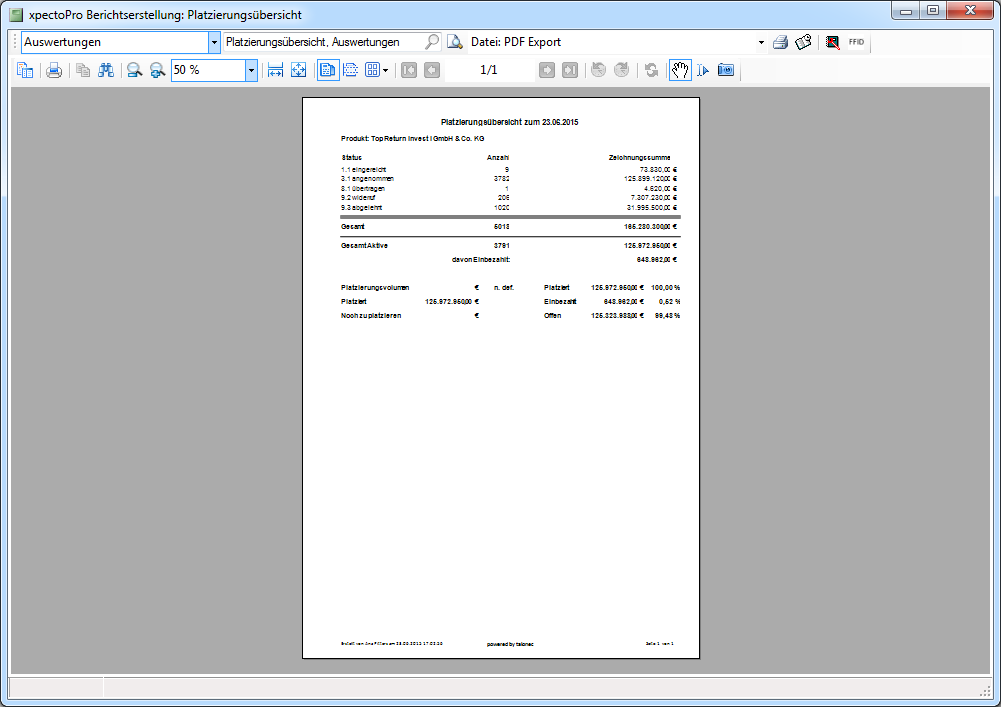 xpectoPro Berichtserstellung: Platzierungsübersicht
Auswertungen Platzierungsübersicht, Auswertungen Datei: PDF Export FFID
50 % 1/1
Platzierungsübersicht zum 23.06.2015
Produkt: TopReturn Invest I GmbH & Co. KG
Status Anzahl Zeichnungssumme
1.1 eingereicht 9 73.830,00 €
3.1 angenommen 3782 125.899.120,00 €
8.1 übertragen 1 4.620,00 €
9.2 widerruf 206 7.307.230,00 €
9.3 abgelehnt 1020 31.995.500,00 €
Gesamt 5018 165.280.300,00 €
Gesamt Aktive 3791 125.972.950,00 €
davon Einbezahlt: 648.962,00 €
Platzierungsvolumen € n. def. Platziert 125.972.950,00 € 100,00 %
Platziert 125.972.950,00 € Einbezahlt 648.962,00 € 0,52 %
Noch zu platzieren € Offen 125.323.988,00 € 99,48 %
powered by talonec
Seite 1 von 1